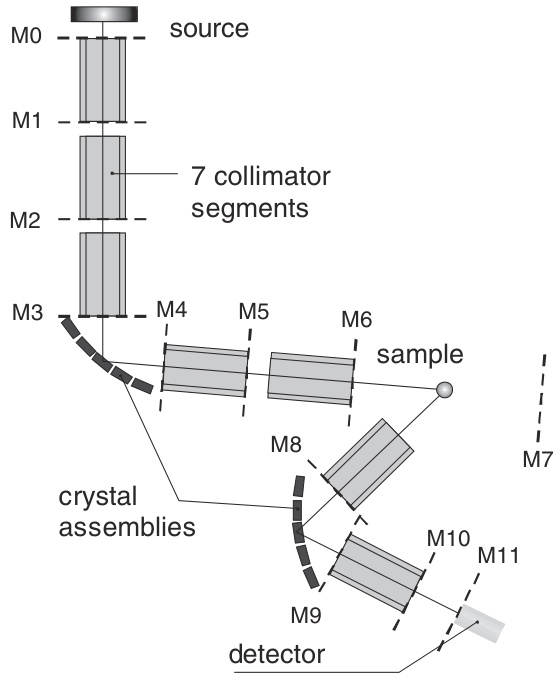 M0
source
M1
7 collimator
segments
M2
M3
M4
M5
M6
sample
M7
M8
crystal
assemblies
M10
M11
M9
detector